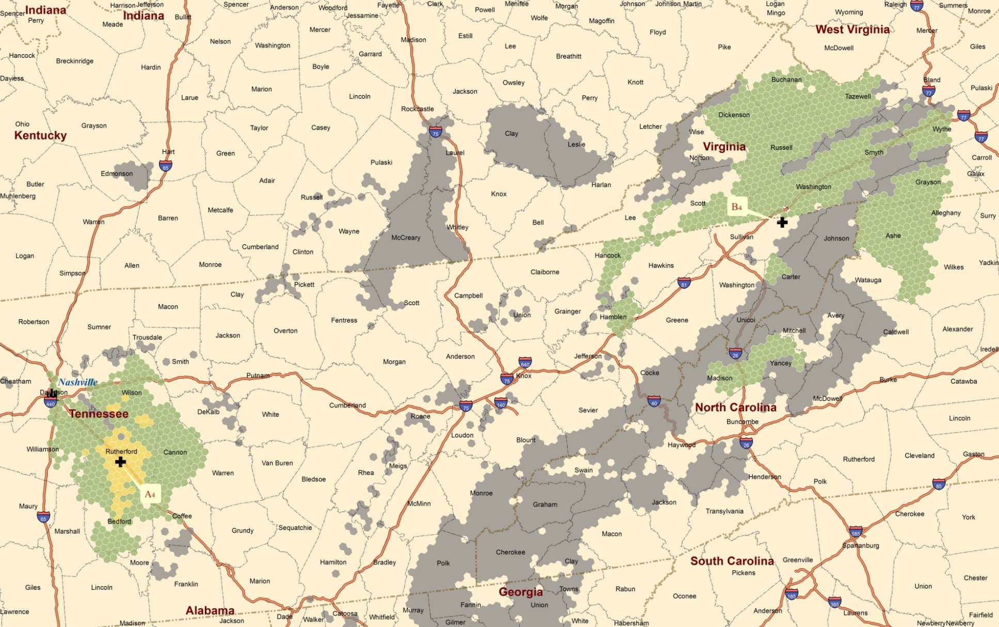 Spencer
Indiana
Perry
Harrison
Jefferson
Indiana
Meade
Bullitt
Spencer
Anderson
Woodford
Jessamine
Fayette
Clark
Powell
Menifee
Morgan
Johnson
Johnson
Martin
Logan
Mingo
Wyoming
Raleigh
77
Summers
Monroe
West Virginia
Mercer
Nelson
Washington
Mercer
Madison
Estill
Wolfe
Magoffin
Floyd
Pike
McDowell
Giles
Hancock
Breckinridge
Hardin
Garrard
Lee
Breathitt
Daviess
Boyle
Owsley
Knott
Buchanan
Bland
Pulaski
Larue
Marion
Lincoln
Jackson
Perry
Tazewell
77
Rockcastle
Dickenson
77
Ohio
Kentucky
Grayson
Taylor
Casey
75
Clay
Leslie
Letcher
Wise
Virginia
Wythe
77
Hart
65
Green
Pulaski
Laurel
Norton
Russell
Smyth
Carroll
Edmonson
Galax
Butler
Muhlenberg
Adair
Russell
Knox
Harlan
Washington
Grayson
Warren
Barren
Metcalfe
Wayne
Whitley
Bell
Lee
Scott
B4
Alleghany
Surry
McCreary
Logan
Cumberland
Clinton
Sullivan
Johnson
Ashe
Simpson
Allen
Monroe
Hancock
Claiborne
Hawkins
Wilkes
Yadkin
Pickett
81
Washington
Carter
Watauga
Clay
Scott
Campbell
Macon
Union
Grainger
Hamblen
Greene
Unicoi
Avery
Robertson
Sumner
Trousdale
Jackson
Overton
Fentress
Mitchell
Caldwell
Alexander
Smith
Morgan
Anderson
Jefferson
26
Yancey
Iredell
640
Cheatham
Nashville
Davidson
440
Wilson
Putnam
75
Knox
Cocke
Madison
Burke
Catawba
Tennessee
DeKalb
White
Cumberland
Roane
75
140
Sevier
40
North Carolina
McDowell
Lincoln
Buncombe
Loudon
Blount
Haywood
26
Williamson
Rutherford
Cannon
Van Buren
Warren
Rhea
Meigs
Swain
Rutherford
Cleveland
Gaston
Bledsoe
Henderson
Polk
85
A4
Monroe
Maury
65
McMinn
Graham
Jackson
Transylvania
Cherokee
York
Bedford
Coffee
Marshall
Grundy
Sequatchie
Macon
585
Spartanburg
Moore
Hamilton
Bradley
Polk
Cherokee
Clay
South Carolina
Greenville
Pickens
Chester
Giles
Lincoln
Franklin
Marion
Georgia
Towns
Rabun
Oconee
185
385
Union
Lawrence
Alabama
Madison
Jackson
Dade
Walker
Catoosa
Whitfield
Murray
Fannin
Gilmer
Union
White
Habersham
Anderson
Laurens
Fairfield
Newberry
Newberry